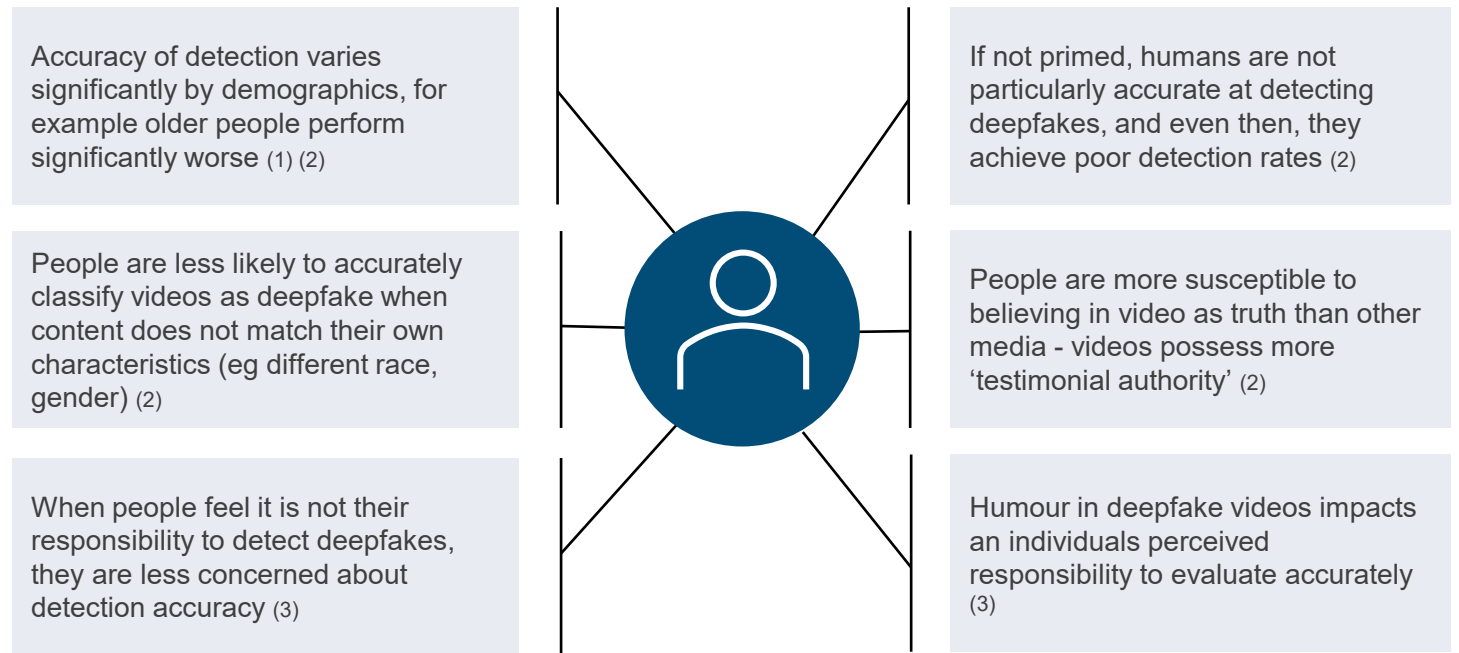 Accuracy of detection varies
significantly by demographics, for
example older people perform
significantly worse (1) (2)
People are less likely to accurately
classify videos as deepfake when
content does not match their own
characteristics (eg different race,
gender) (2)
When people feel it is not their
responsibility to detect deepfakes,
they are less concerned about
detection accuracy (3)
If not primed, humans are not
particularly accurate at detecting
deepfakes, and even then, they
achieve poor detection rates (2)
People are more susceptible to
believing in video as truth than other
media - videos possess more
‘testimonial authority’ (2)
Humour in deepfake videos impacts
an individuals perceived
responsibility to evaluate accurately
(3)